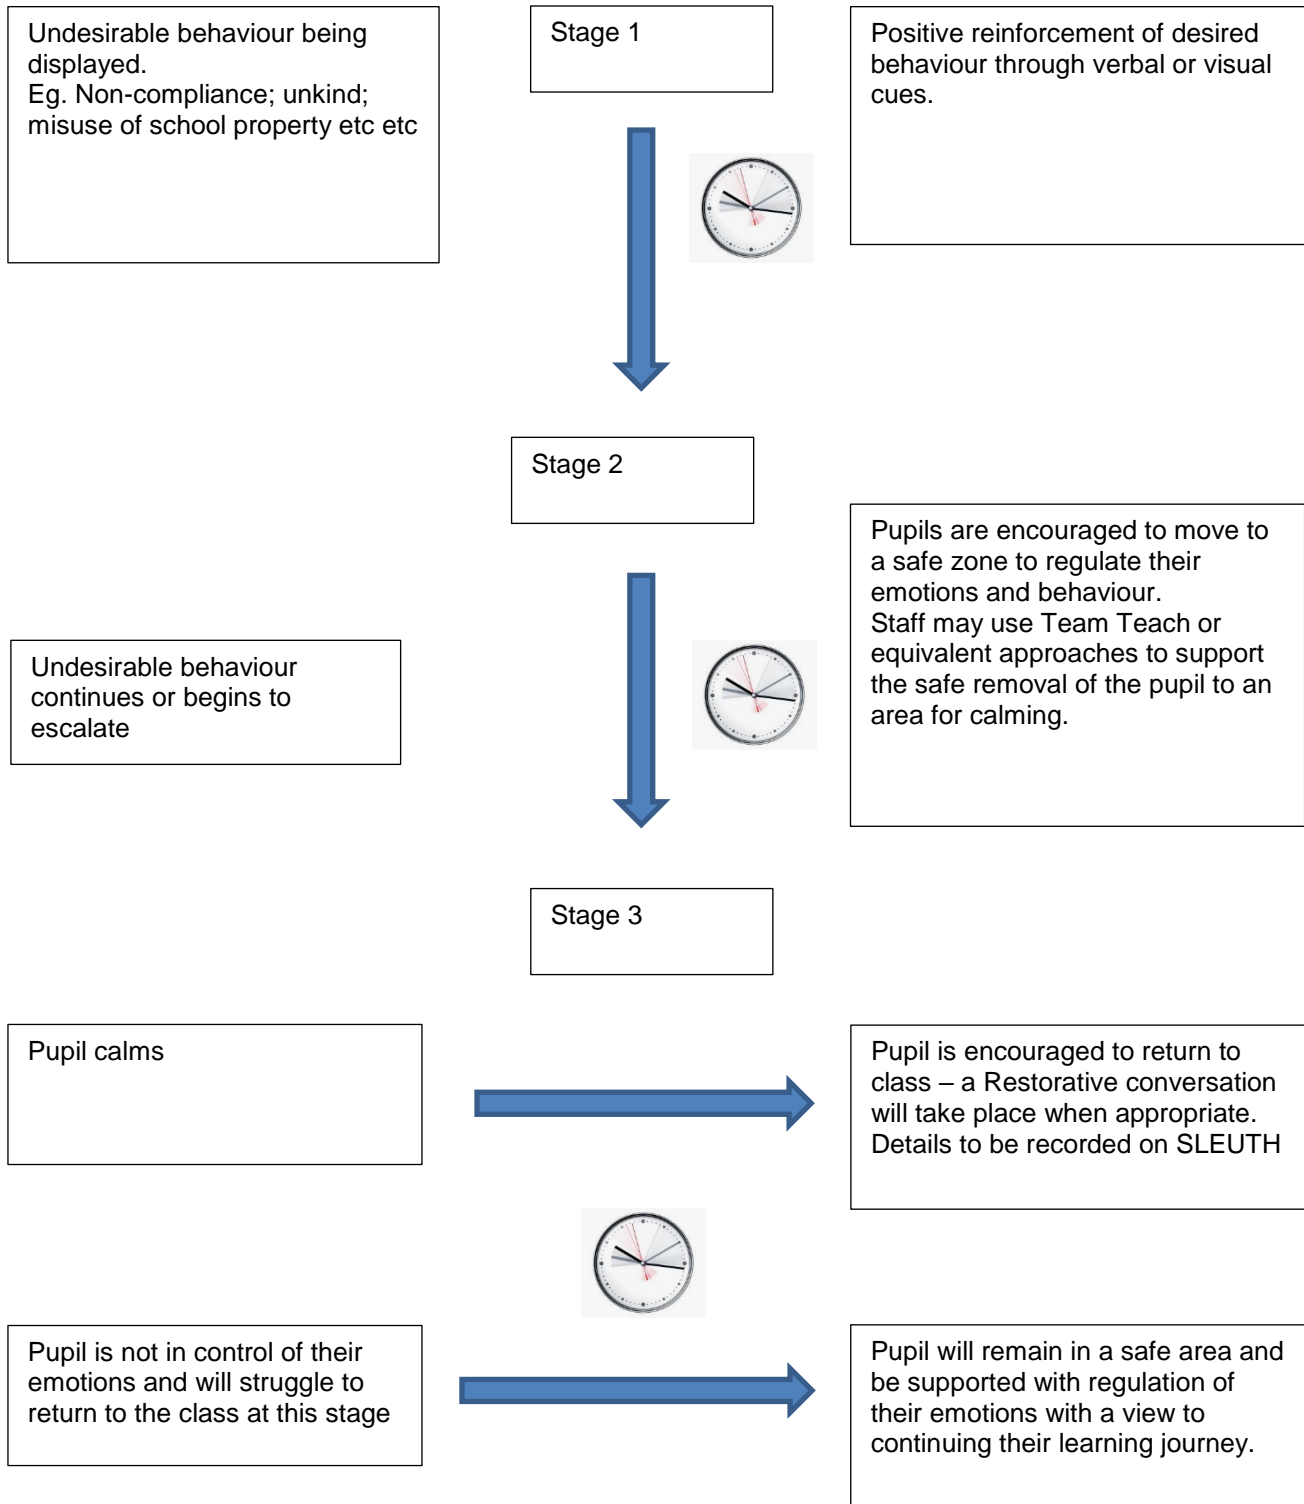 Undesirable behaviour being
displayed.
Eg. Non-compliance; unkind;
misuse of school property etc etc
Stage 1
Positive reinforcement of desired
behaviour through verbal or visual
cues.
Stage 2
Undesirable behaviour
continues or begins to
escalate
Pupils are encouraged to move to
a safe zone to regulate their
emotions and behaviour.
Staff may use Team Teach or
equivalent approaches to support
the safe removal of the pupil to an
area for calming.
Stage 3
Pupil calms
Pupil is encouraged to return to
class – a Restorative conversation
will take place when appropriate.
Details to be recorded on SLEUTH
Pupil is not in control of their
emotions and will struggle to
return to the class at this stage
Pupil will remain in a safe area and
be supported with regulation of
their emotions with a view to
continuing their learning journey.